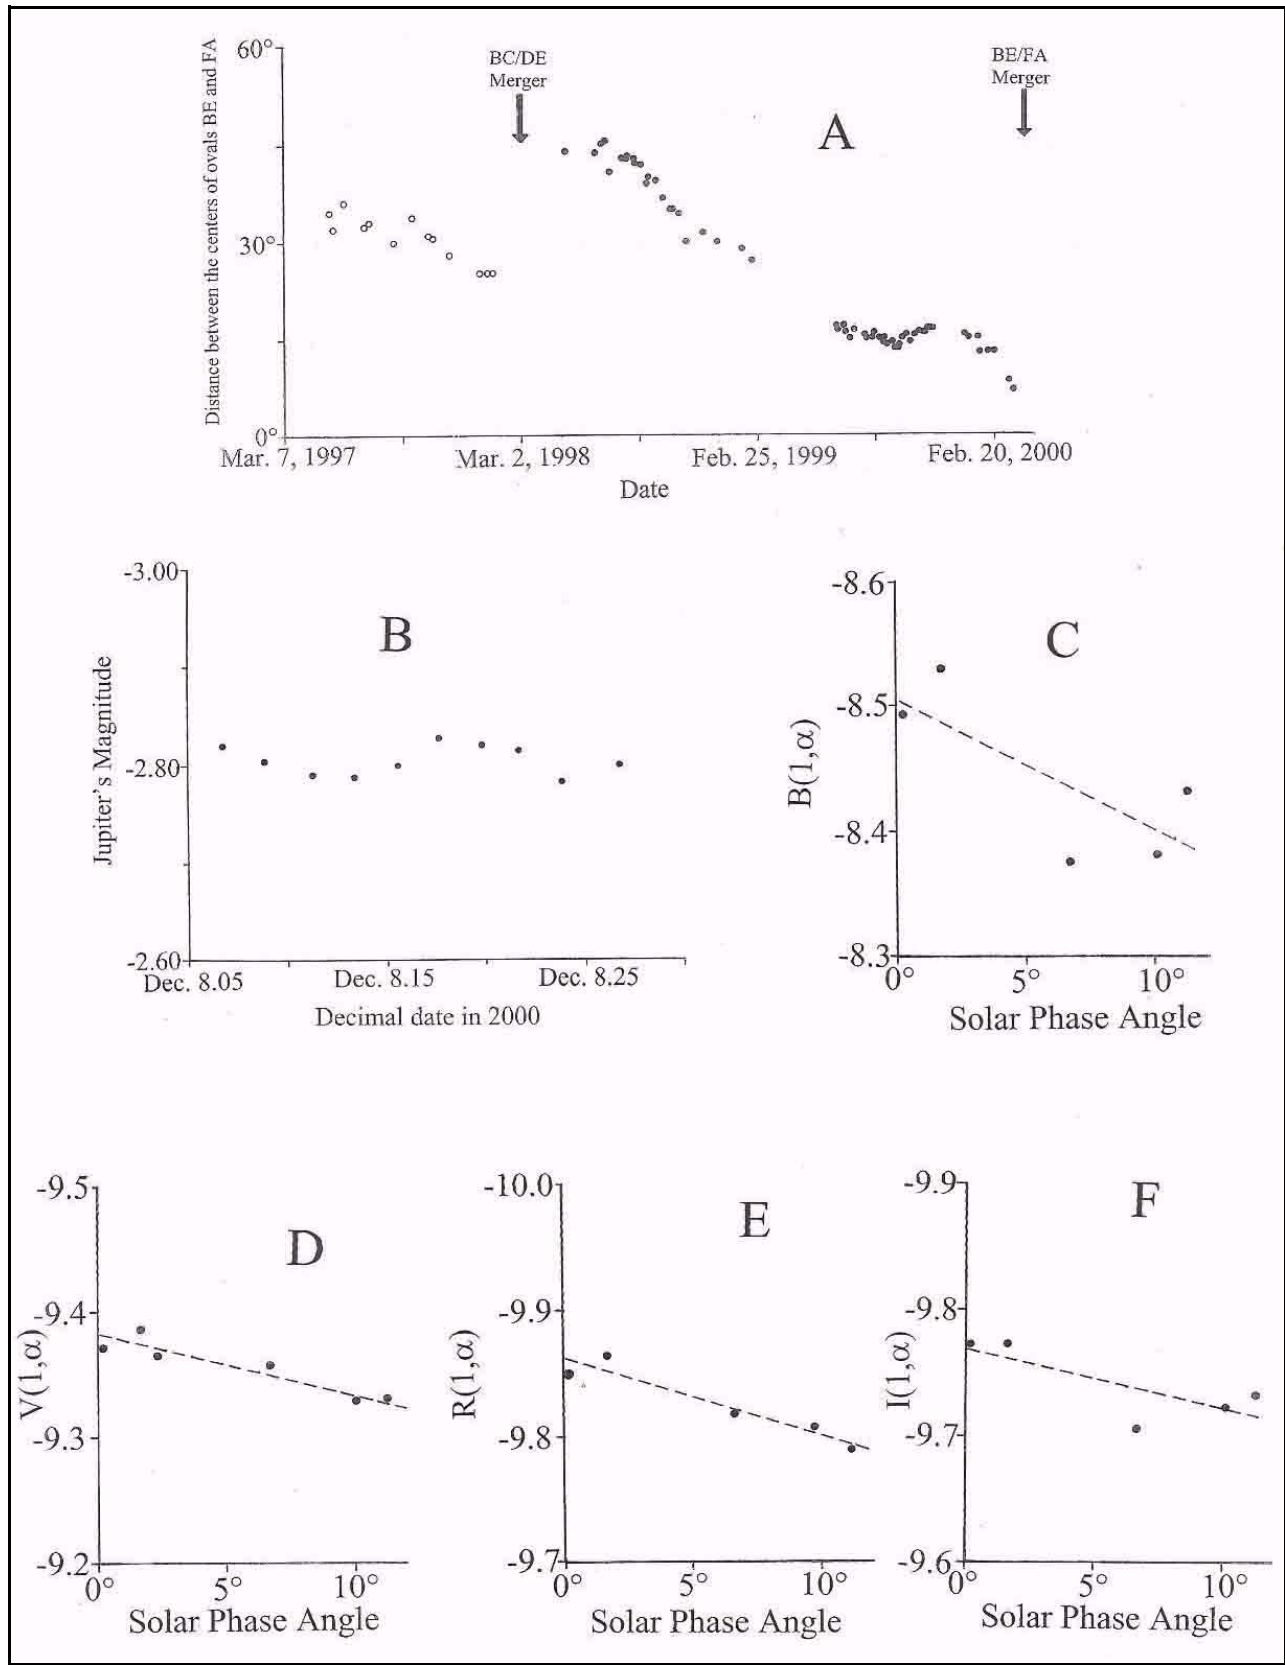 Distance between the centers of ovals BE and FA
60°
30°
0°
BC/DE
Merger
BE/FA
Merger
A
Mar. 7, 1997
Mar. 2, 1998
Feb. 25, 1999
Feb. 20, 2000
Date
Jupiter's Magnitude
-3.00
-2.80
-2.60
B
Dec. 8.05
Dec. 8.15
Dec. 8.25
Decimal date in 2000
B(1,α)
-8.6
-8.5
-8.4
-8.3
C
0°
5°
10°
Solar Phase Angle
V(1,α)
-9.5
-9.4
-9.3
-9.2
D
0°
5°
10°
Solar Phase Angle
R(1,α)
-10.0
-9.9
-9.8
-9.7
E
0°
5°
10°
Solar Phase Angle
I(1,α)
-9.9
-9.8
-9.7
-9.6
F
0°
5°
10°
Solar Phase Angle